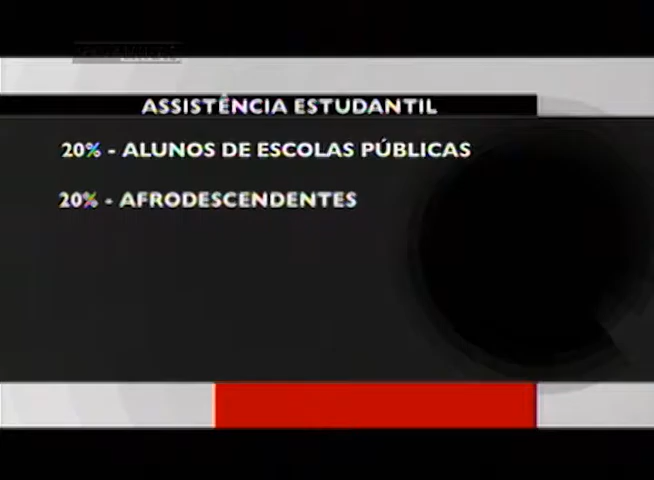 ASSISTÊNCIA ESTUDANTIL
20% - ALUNOS DE ESCOLAS PÚBLICAS
20% - AFRODESCENDENTES